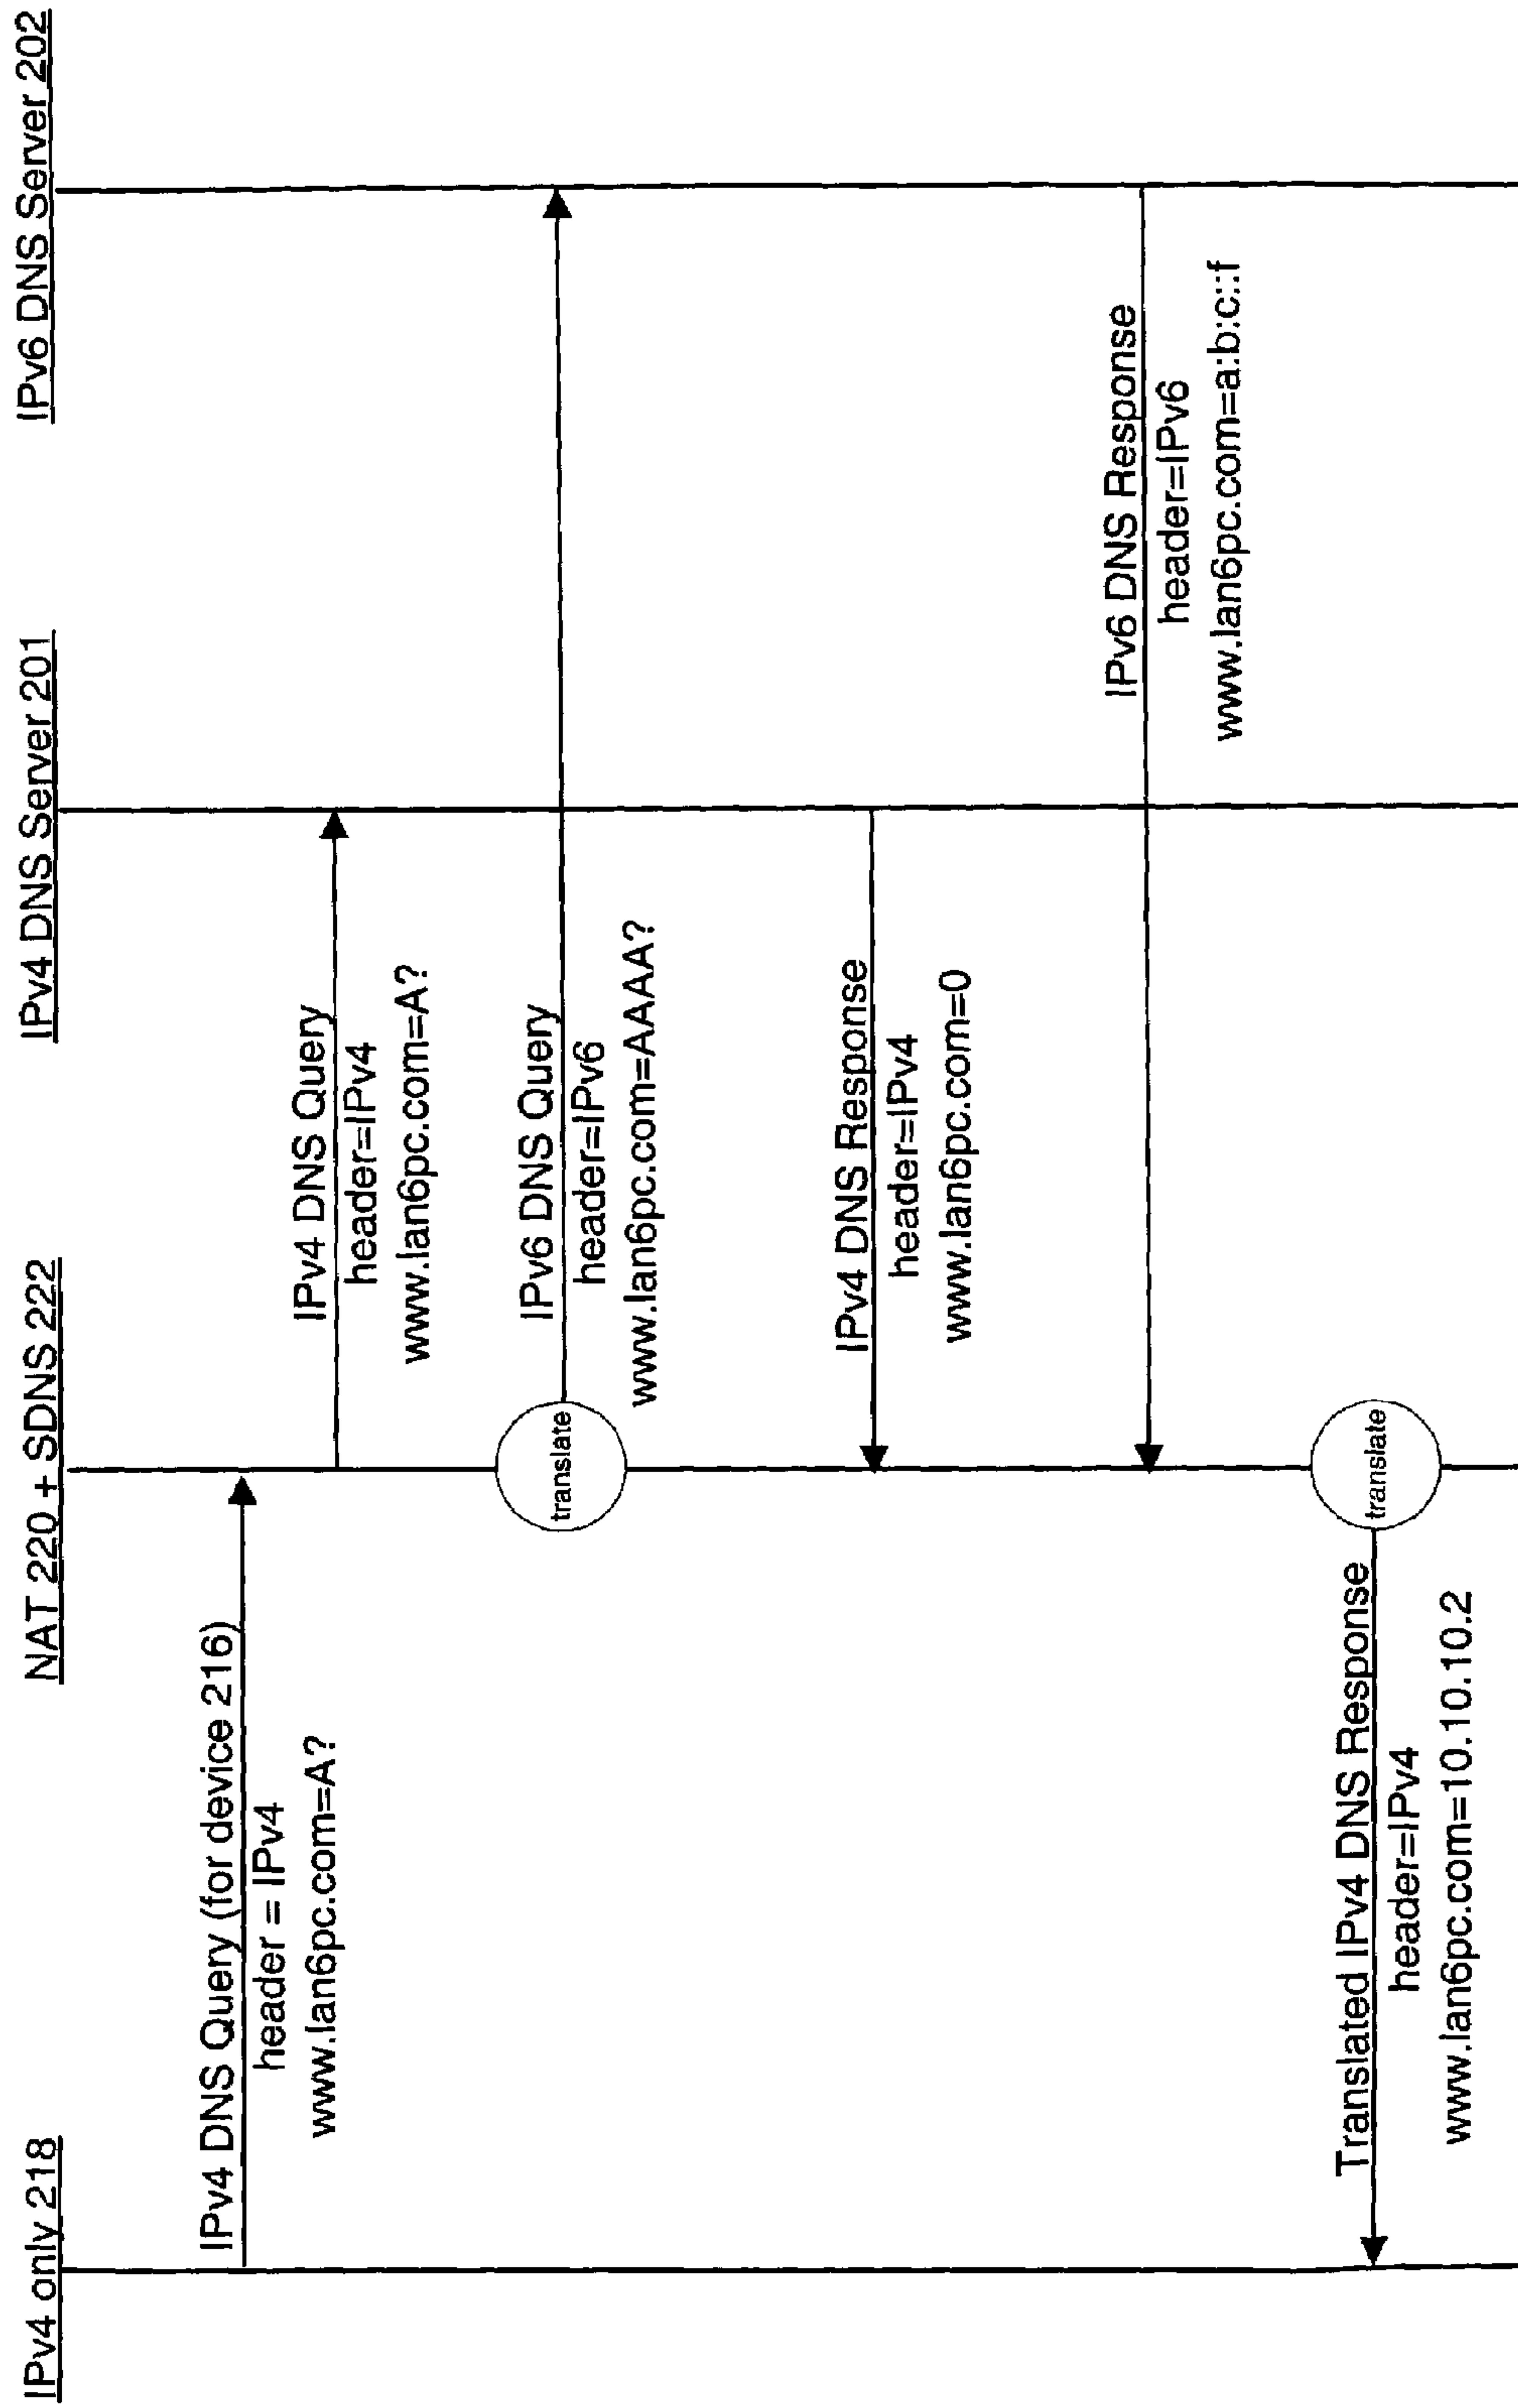 IPv4 only 218
NAT 220 + SDNS 222
IPv4 DNS Server 201
IPv6 DNS Server 202
IPv4 DNS Query (for device 216)
header = IPv4
www.lan6pc.com=A?
IPv4 DNS Query
header=IPv4
www.lan6pc.com=A?
translate
IPv6 DNS Query
header=IPv6
www.lan6pc.com=AAAA?
IPv4 DNS Response
header=IPv4
www.lan6pc.com=0
IPv6 DNS Response
header=IPv6
www.lan6pc.com=a:b:c::f
translate
Translated IPv4 DNS Response
header=IPv4
www.lan6pc.com=10.10.10.2